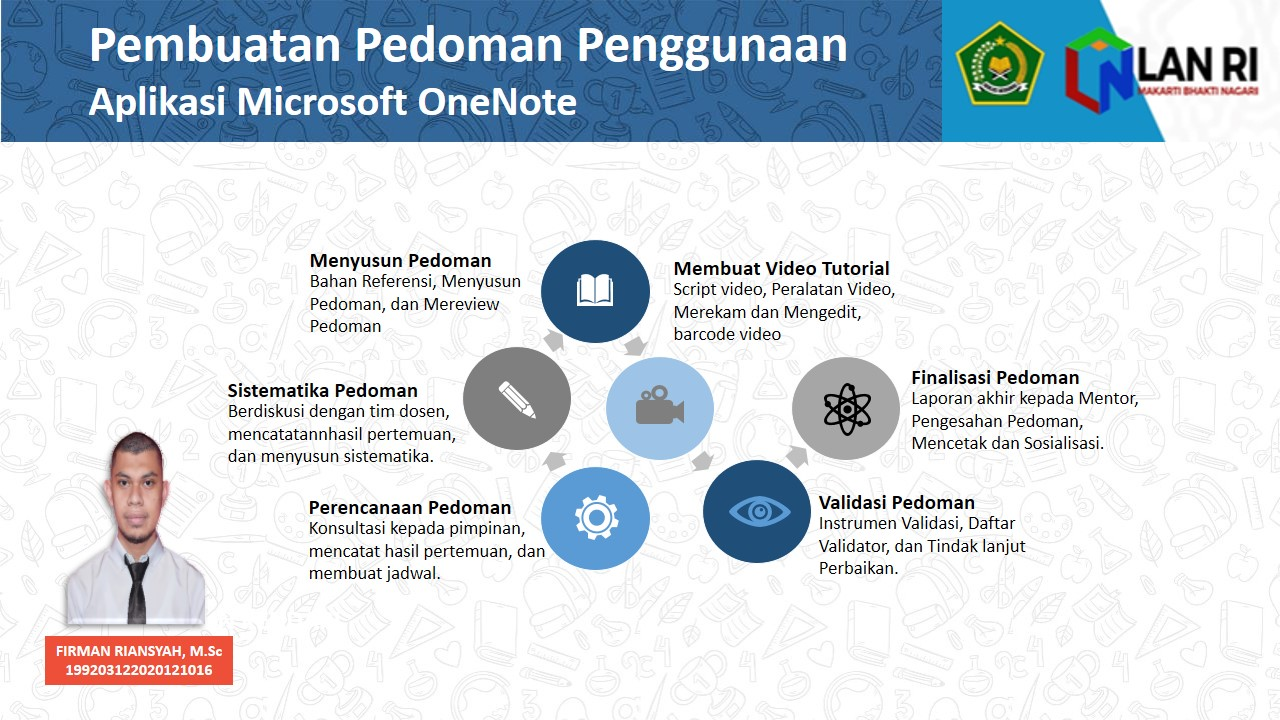 Pembuatan Pedoman Penggunaan
Aplikasi Microsoft OneNote
LAN RI
MAKARTI BHAKTI NAGARI
Menyusun Pedoman
Bahan Referensi, Menyusun
Pedoman, dan Mereview
Pedoman
Membuat Video Tutorial
Script video, Peralatan Video,
Merekam dan Mengedit,
barcode video
Sistematika Pedoman
Berdiskusi dengan tim dosen,
mencatatannhasil pertemuan,
dan menyusun sistematika.
Finalisasi Pedoman
Laporan akhir kepada Mentor,
Pengesahan Pedoman,
Mencetak dan Sosialisasi.
Perencanaan Pedoman
Konsultasi kepada pimpinan,
mencatat hasil pertemuan, dan
membuat jadwal.
Validasi Pedoman
Instrumen Validasi, Daftar
Validator, dan Tindak lanjut
Perbaikan.
FIRMAN RIANSYAH, M.Sc
199203122020121016